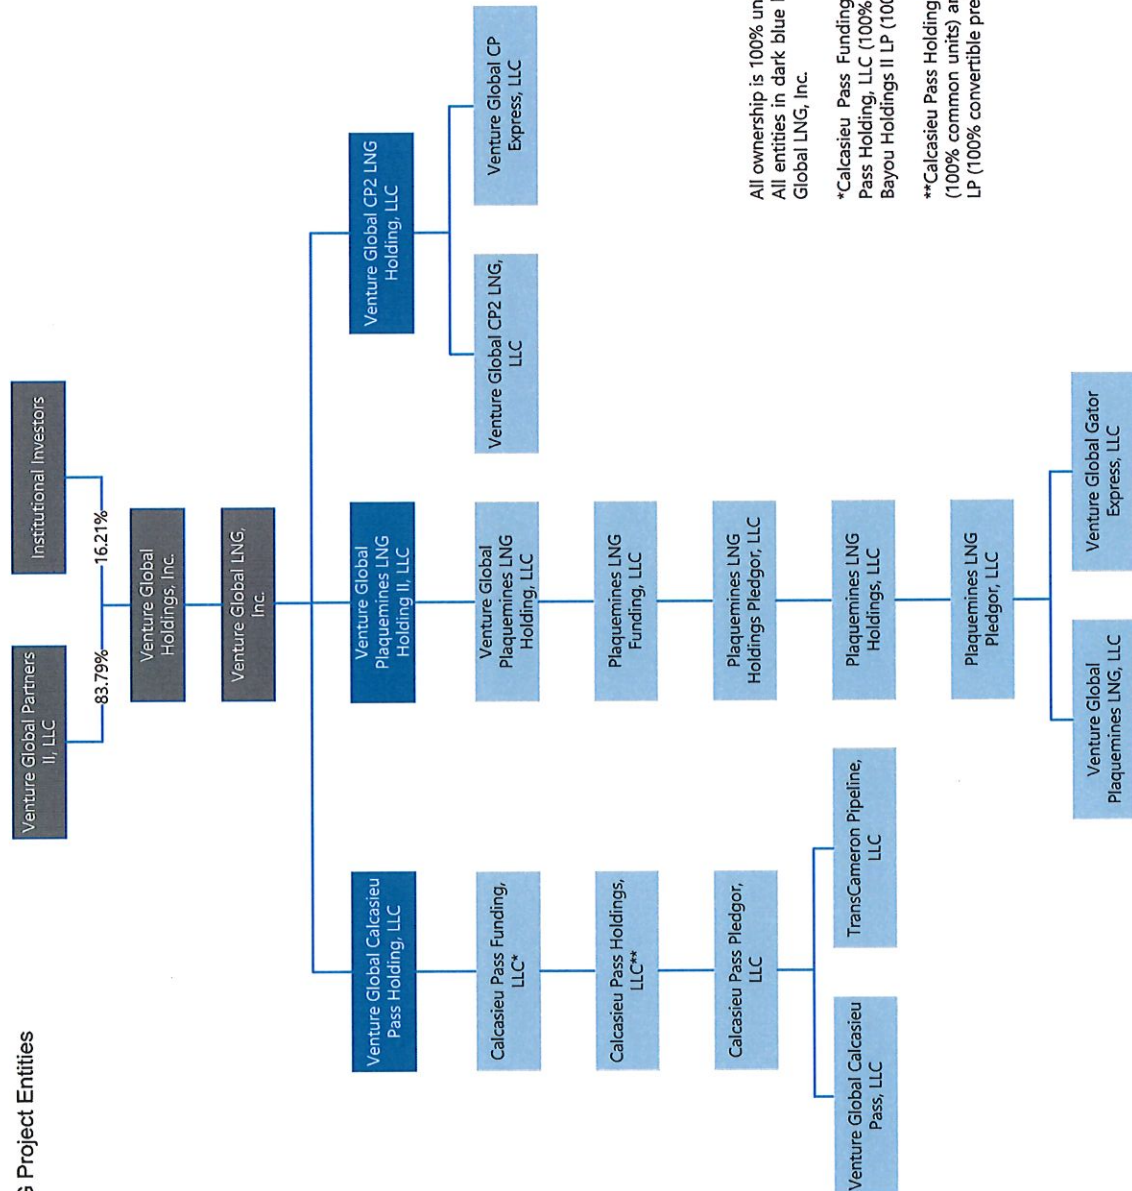 G Project Entities
Venture Global Partners
II, LLC
Institutional Investors
83.79%
16.21%
Venture Global
Holdings, Inc.
Venture Global LNG,
Inc.
Venture Global Calcasieu
Pass Holding, LLC
Venture Global
Plaquemines LNG
Holding II, LLC
Venture Global CP2 LNG
Holding, LLC
Calcasieu Pass Funding,
LLC*
Venture Global
Plaquemines LNG
Holding, LLC
Venture Global CP2 LNG,
LLC
Venture Global CP
Express, LLC
Calcasieu Pass Holdings,
LLC**
Plaquemines LNG
Funding, LLC
Calcasieu Pass Pledgor,
LLC
Plaquemines LNG
Holdings Pledgor, LLC
Venture Global Calcasieu
Pass, LLC
TransCameron Pipeline,
LLC
Plaquemines LNG
Holdings, LLC
Plaquemines LNG
Pledgor, LLC
Venture Global
Plaquemines LNG, LLC
Venture Global Gator
Express, LLC
All ownership is 100% un
All entities in dark blue
Global LNG, Inc.
*Calcasieu Pass Funding
Pass Holding, LLC (100%
Bayou Holdings II LP (100
**Calcasieu Pass Holding
(100% common units) a
LP (100% convertible pre